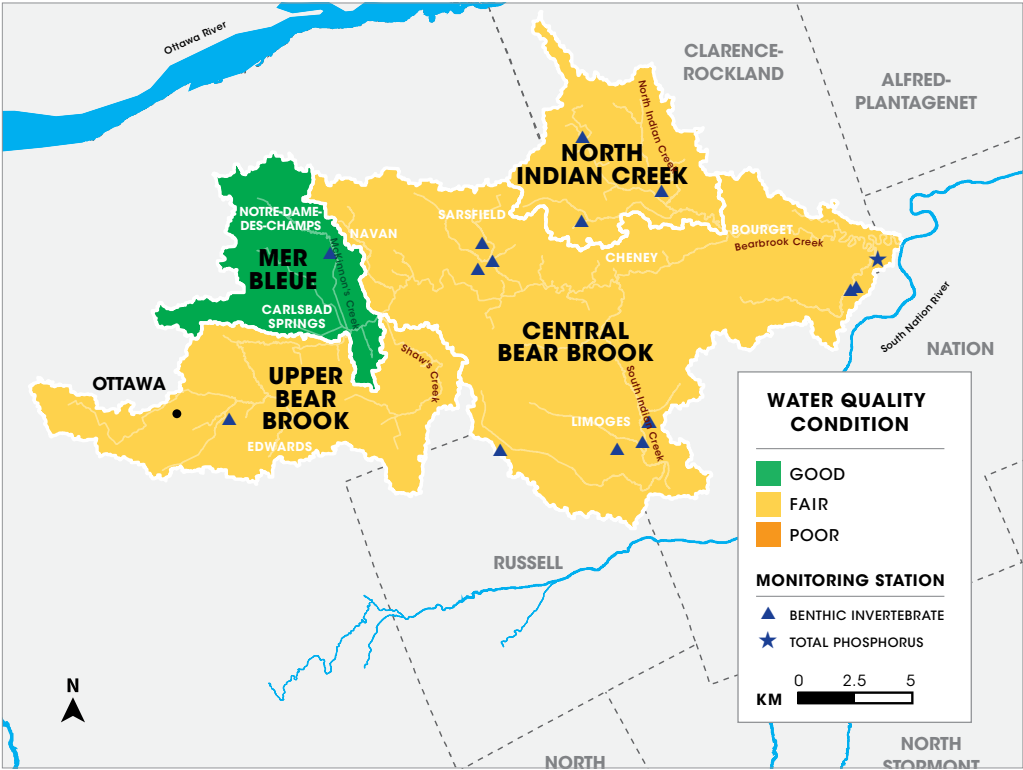 Ottawa River
CLARENCE-
ROCKLAND
ALFRED-
PLANTAGENET
North Indian Creek
NORTH
INDIAN CREEK
NOTRE-DAME-
DES-CHAMPS
SARSFIELD
NAVAN
BOURGET
Bearbrook Creek
CHENEY
MER
BLEUE
McKinnon's Creek
CARLSBAD
SPRINGS
South Nation River
CENTRAL
BEAR BROOK
NATION
Shaw's Creek
OTTAWA
UPPER
BEAR
BROOK
South Indian Creek
LIMOGES
EDWARDS
RUSSELL
WATER QUALITY
CONDITION
GOOD
FAIR
POOR
MONITORING STATION
BENTHIC INVERTEBRATE
TOTAL PHOSPHORUS
0 2.5 5
KM
N
NORTH
NORTH
STORMONT